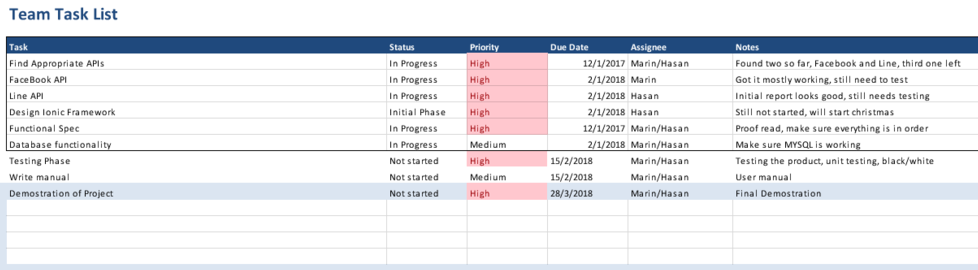 Team Task List
Task Status Priority Due Date Assignee Notes
Find Appropriate APIs In Progress High 12/1/2017 Marin/Hasan Found two so far, Facebook and Line, third one left
FaceBook API In Progress High 2/1/2018 Marin Got it mostly working, still need to test
Line API In Progress High 2/1/2018 Hasan Initial report looks good, still needs testing
Design Ionic Framework Initial Phase High 2/1/2018 Hasan Still not started, will start christmas
Functional Spec In Progress High 12/1/2017 Marin/Hasan Proof read, make sure everything is in order
Database functionality In Progress Medium 2/1/2018 Marin/Hasan Make sure MYSQL is working
Testing Phase Not started High 15/2/2018 Marin/Hasan Testing the product, unit testing, black/white
Write manual Not started Medium 15/2/2018 Marin/Hasan User manual
Demostration of Project Not started High 28/3/2018 Marin/Hasan Final Demostration